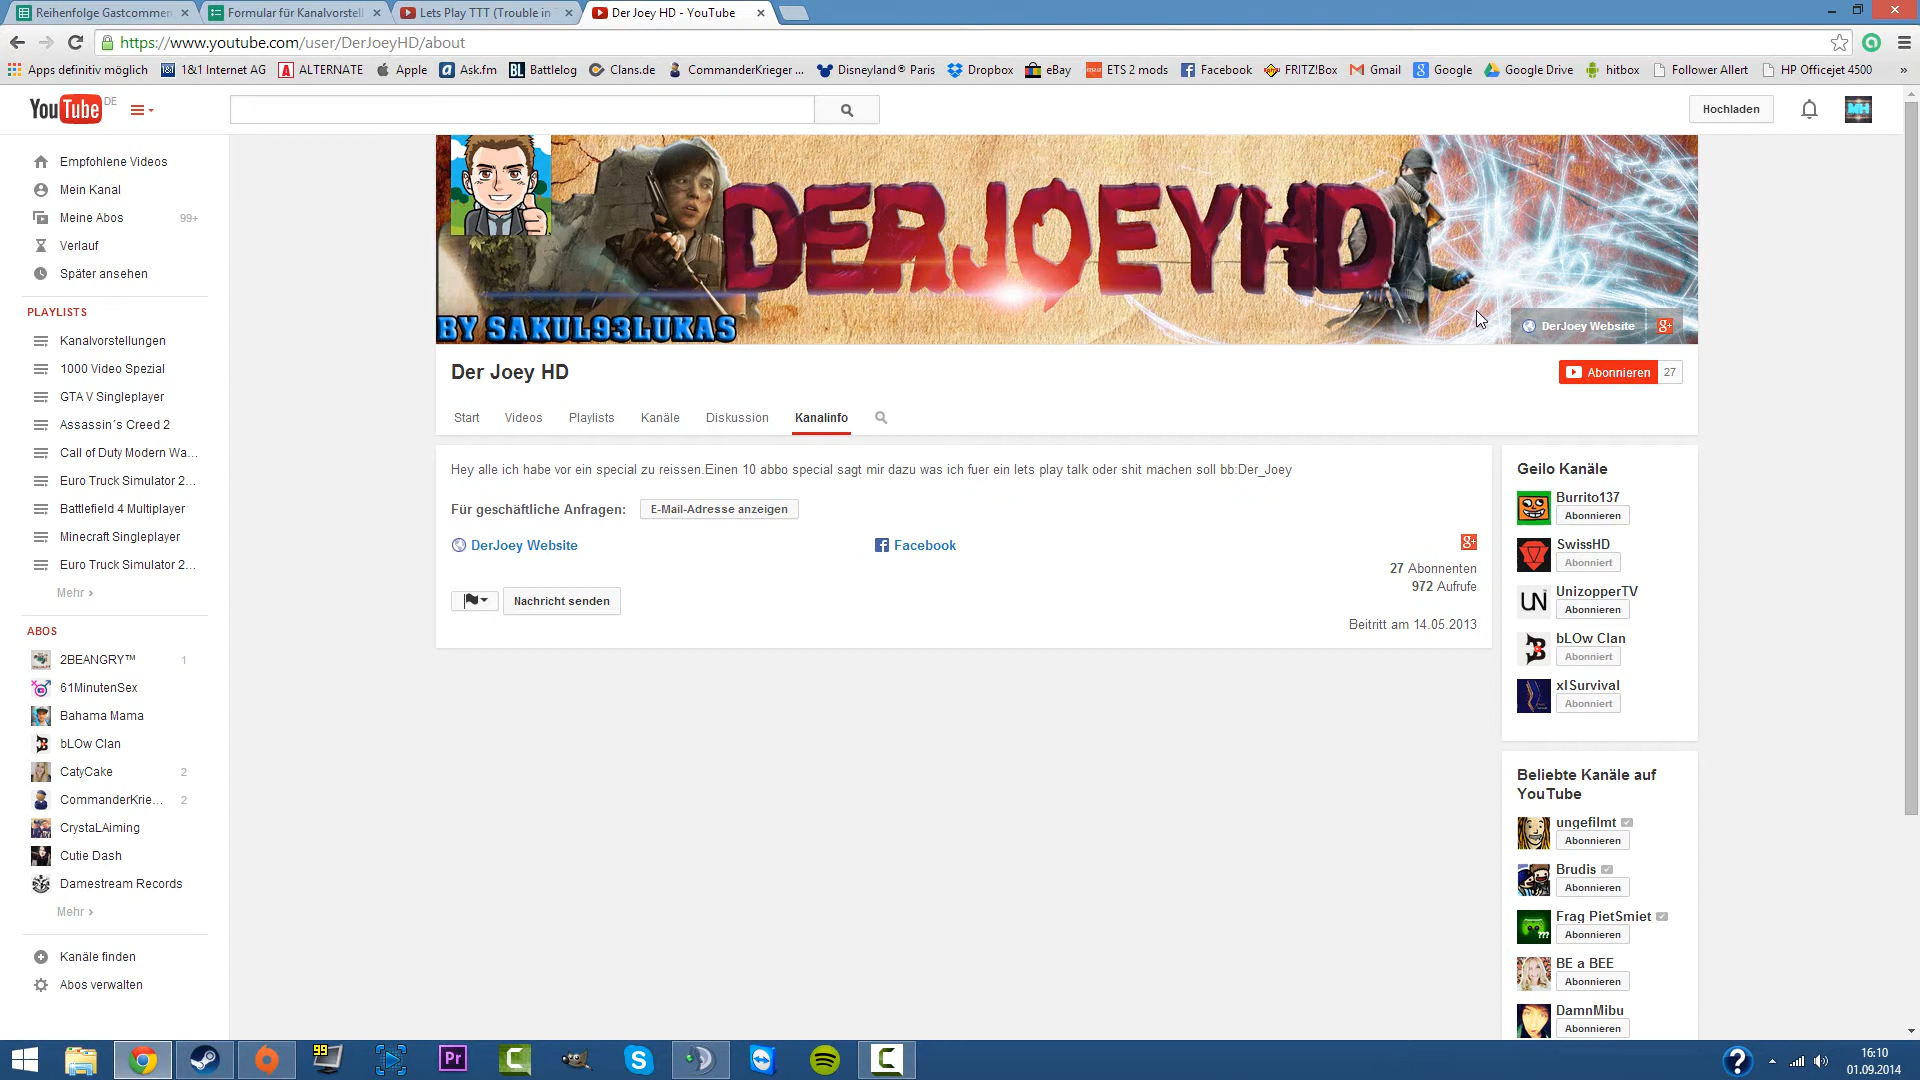 Reihenfolge Gastcommen
Formular für Kanalvorstell
Lets Play TTT (Trouble in
Der Joey HD - YouTube
https://www.youtube.com/user/DerJoeyHD/about
Apps definitiv möglich
1&1 Internet AG
ALTERNATE
Apple
Ask.fm
Battlelog
Clans.de
CommanderKrieger ...
Disneyland® Paris
Dropbox
eBay
ETS 2 mods
Facebook
FRITZ!Box
Gmail
Google
Google Drive
hitbox
Follower Allert
HP Officejet 4500
»
YouTube DE
Hochladen
MH
Empfohlene Videos
Mein Kanal
Meine Abos 99+
Verlauf
Später ansehen
PLAYLISTS
Kanalvorstellungen
1000 Video Spezial
GTA V Singleplayer
Assassin´s Creed 2
Call of Duty Modern Wa...
Euro Truck Simulator 2...
Battlefield 4 Multiplayer
Minecraft Singleplayer
Euro Truck Simulator 2...
Mehr ›
ABOS
2BEANGRY™ 1
61MinutenSex
Bahama Mama
bLOw Clan
CatyCake 2
CommanderKrie... 2
CrystaLAiming
Cutie Dash
Damestream Records
Mehr ›
Kanäle finden
Abos verwalten
DERJOEYHD
BY SAKUL93LUKAS
DerJoey Website
g+
Der Joey HD
Abonnieren 27
Start
Videos
Playlists
Kanäle
Diskussion
Kanalinfo
Hey alle ich habe vor ein special zu reissen.Einen 10 abbo special sagt mir dazu was ich fuer ein lets play talk oder shit machen soll bb:Der_Joey
Für geschäftliche Anfragen: E-Mail-Adresse anzeigen
DerJoey Website
Facebook
g+
27 Abonnenten
972 Aufrufe
Nachricht senden
Beitritt am 14.05.2013
Geilo Kanäle
Burrito137
Abonnieren
SwissHD
Abonniert
UN
UnizopperTV
Abonnieren
bLOw Clan
Abonniert
xISurvival
Abonniert
Beliebte Kanäle auf
YouTube
ungefilmt
Abonnieren
Brudis
Abonnieren
???
Frag PietSmiet
Abonnieren
BE a BEE
Abonnieren
DamnMibu
Abonnieren
99
Pr
C
S
C
?
16:10
01.09.2014